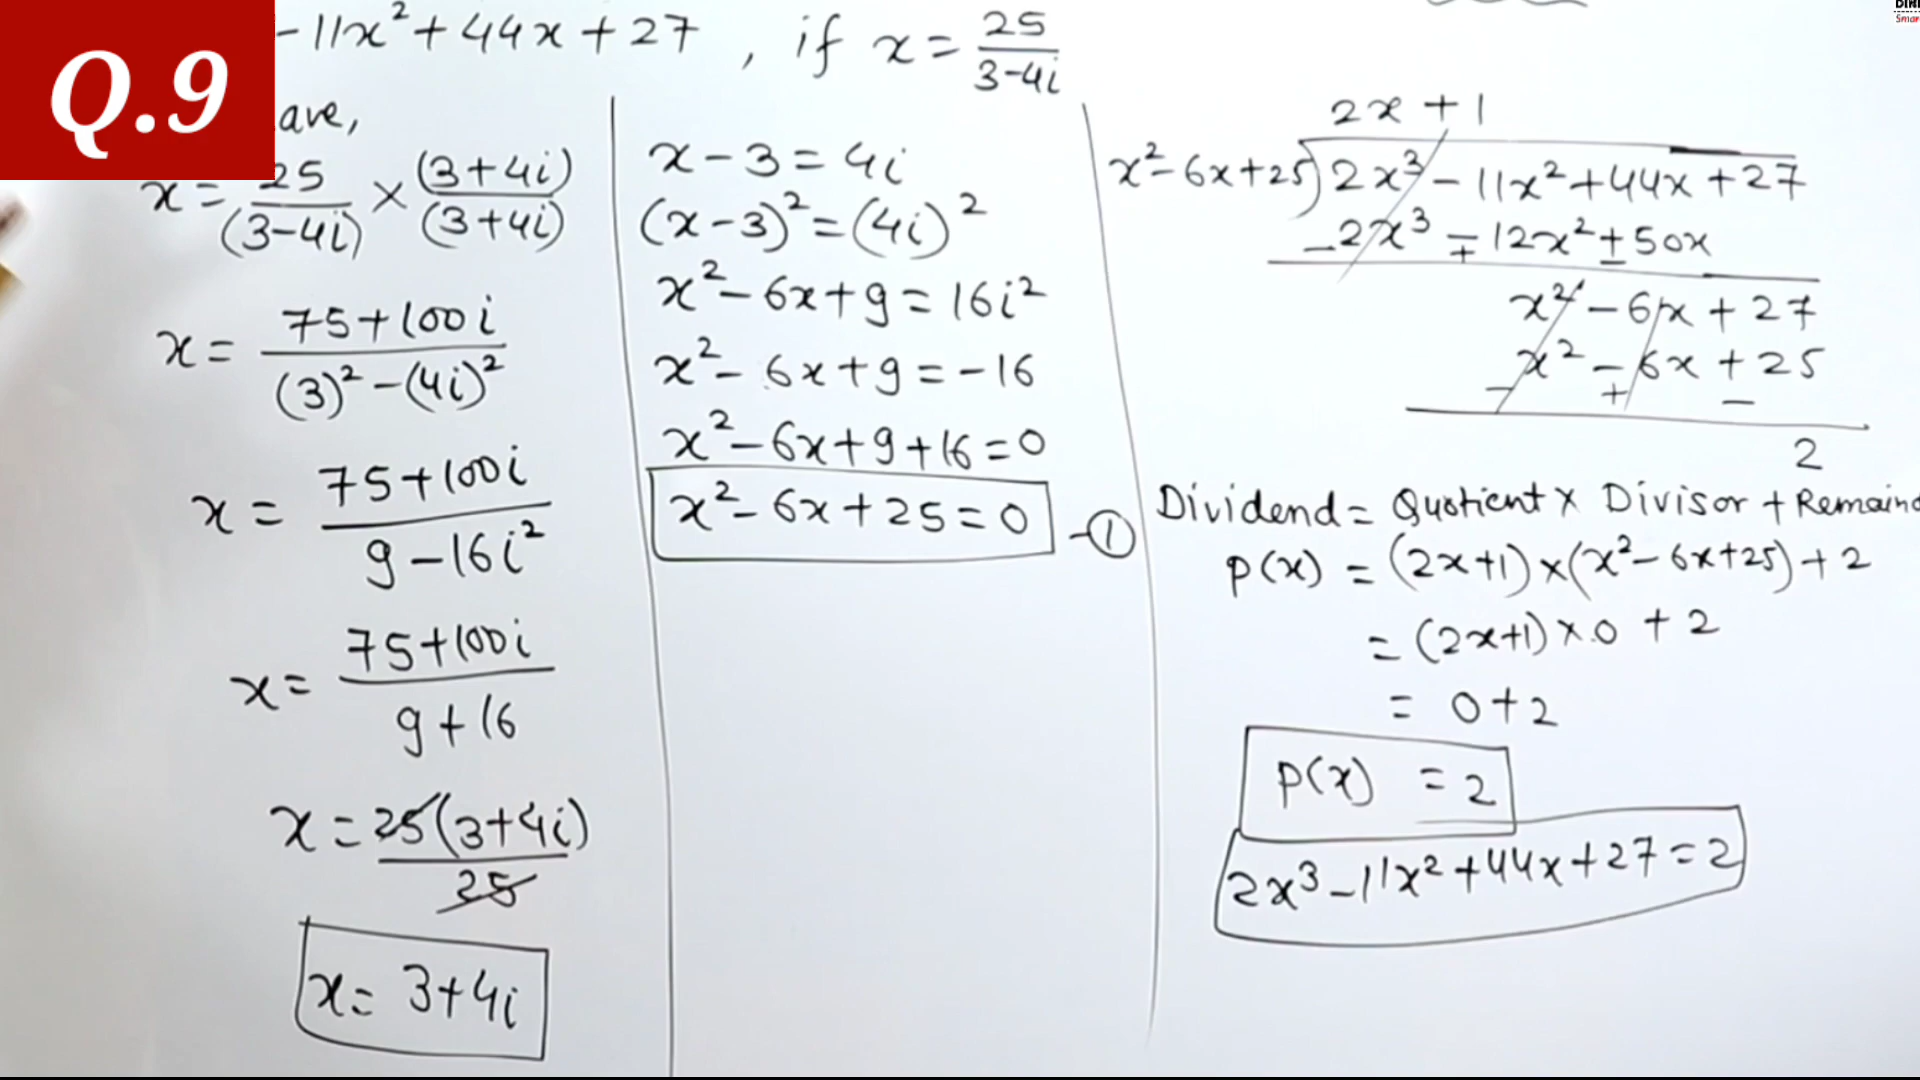 Q.9
-11x²+44x+27 , if x = 25/(3-4i)
ave,
x = 25/(3-4i) × (3+4i)/(3+4i)
x = (75+100i)/((3)²-(4i)²)
x = (75+100i)/(9-16i²)
x = (75+100i)/(9+16)
x = 25(3+4i)/25
x = 3+4i
x-3 = 4i
(x-3)² = (4i)²
x²-6x+9 = 16i²
x²-6x+9 = -16
x²-6x+9+16 = 0
x²-6x+25 = 0 -①
2x+1
x²-6x+25)2x³-11x²+44x+27
-2x³ ∓12x² ±50x
x²-6x+27
x²-6x+25
- + -
2
Dividend = Quotient × Divisor + Remaind
p(x) = (2x+1)×(x²-6x+25)+2
= (2x+1)×0+2
= 0+2
p(x) = 2
2x³-11x²+44x+27=2
Smar